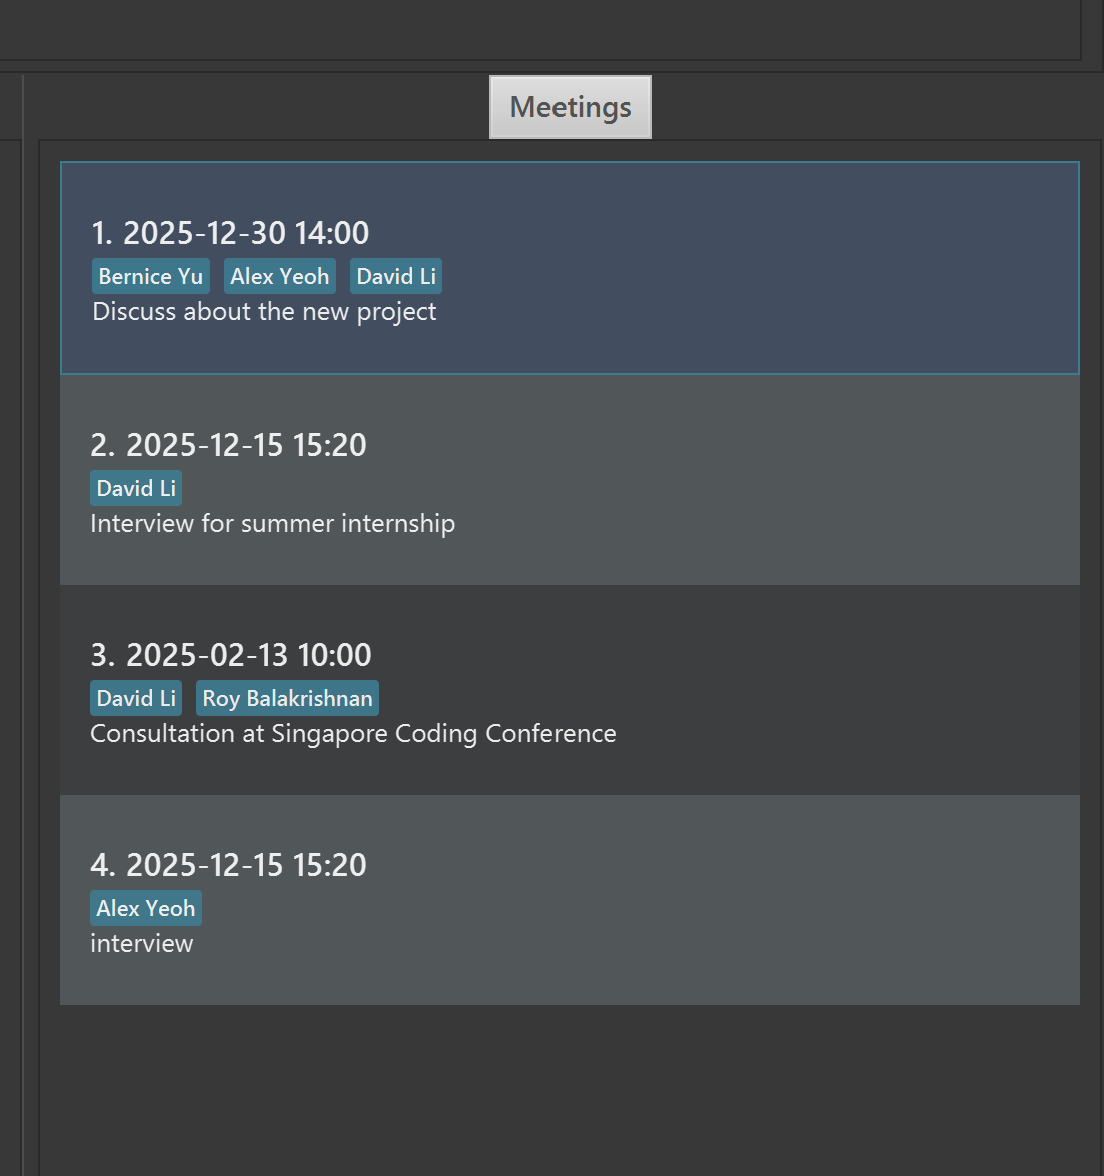 Meetings
1. 2025-12-30 14:00
Bernice Yu Alex Yeoh David Li
Discuss about the new project
2. 2025-12-15 15:20
David Li
Interview for summer internship
3. 2025-02-13 10:00
David Li Roy Balakrishnan
Consultation at Singapore Coding Conference
4. 2025-12-15 15:20
Alex Yeoh
interview